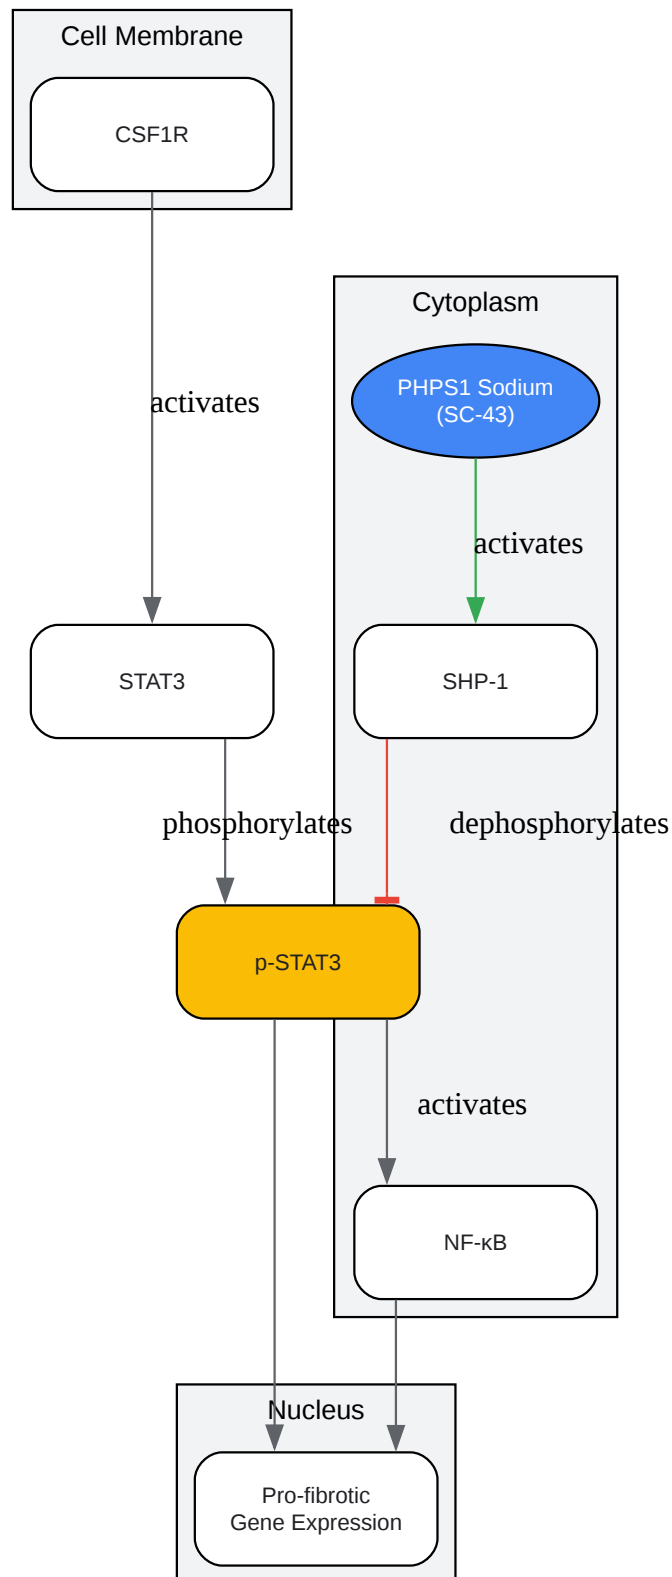 Cell Membrane
CSF1R
Cytoplasm
PHPS1 Sodium
(SC-43)
activates
activates
STAT3
SHP-1
phosphorylates
dephosphorylates
p-STAT3
activates
NF-κB
Nucleus
Pro-fibrotic
Gene Expression